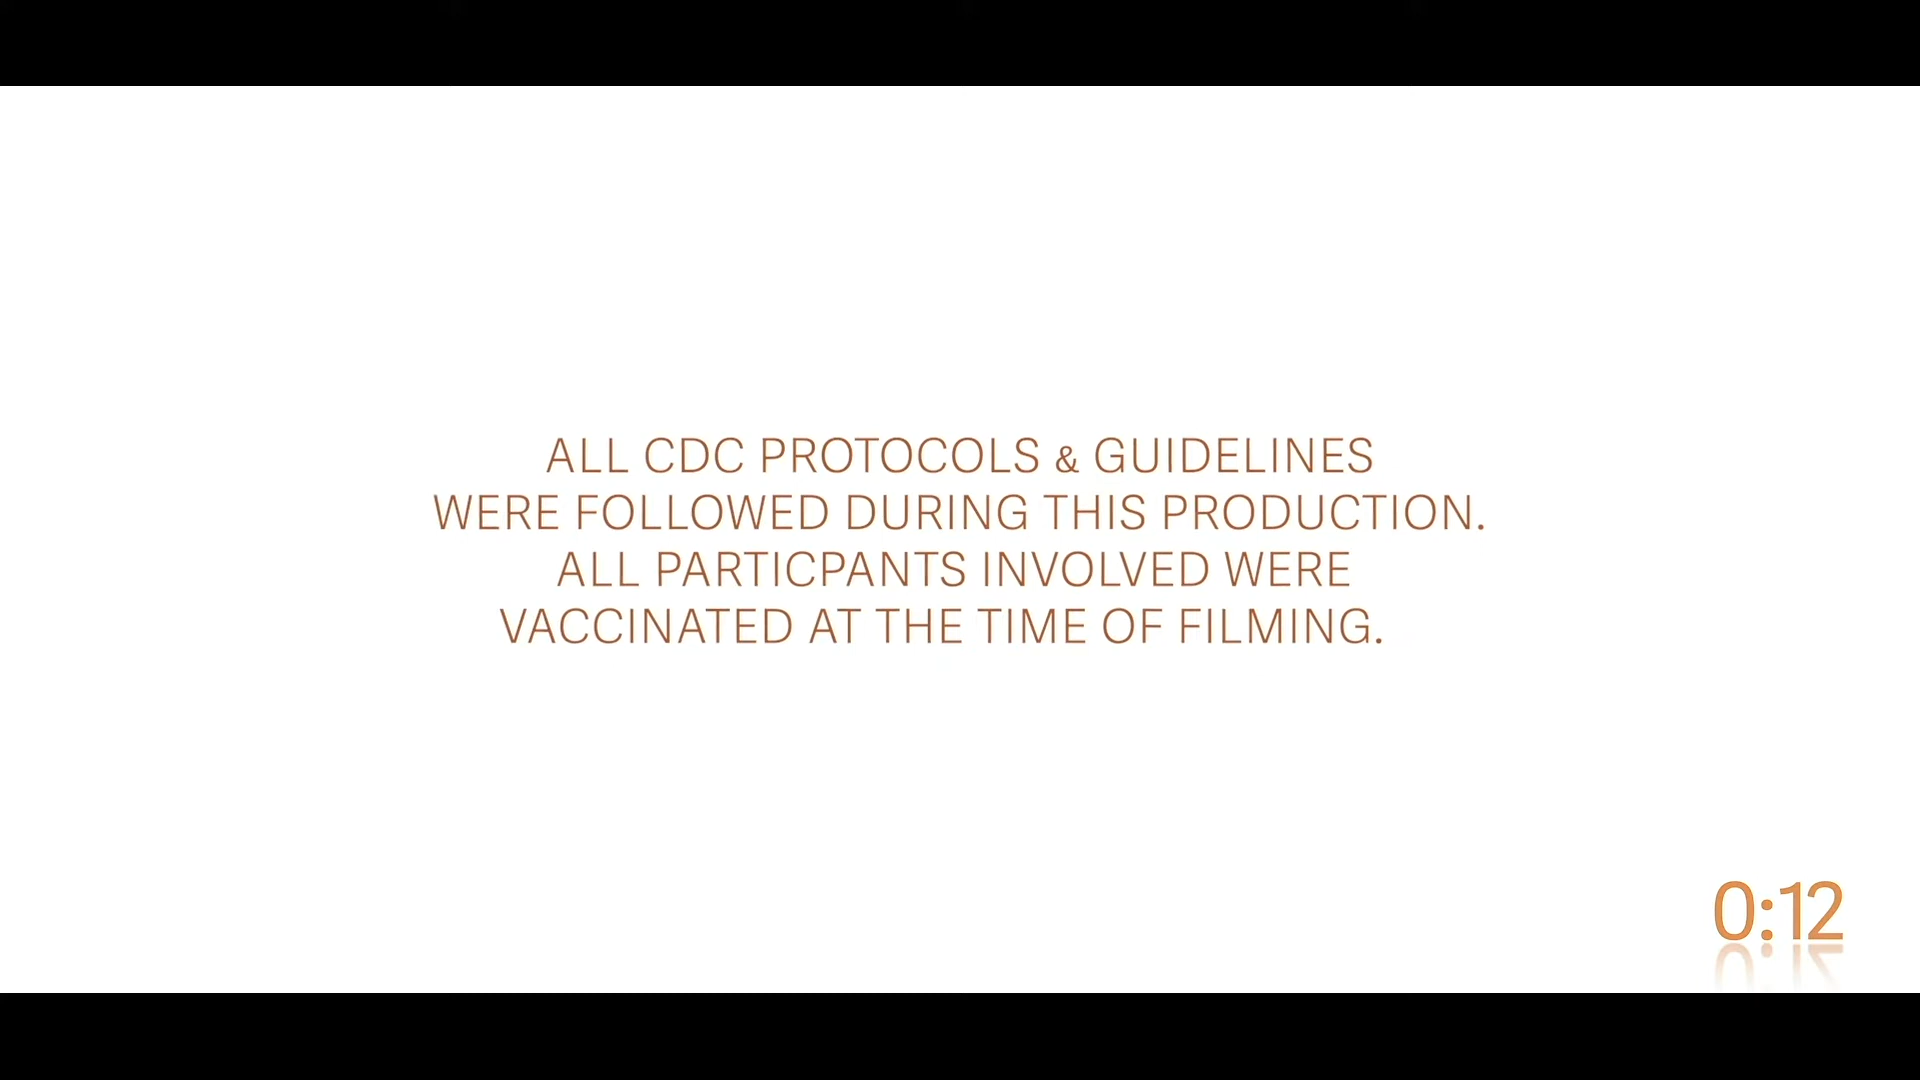 ALL CDC PROTOCOLS & GUIDELINES
WERE FOLLOWED DURING THIS PRODUCTION.
ALL PARTICPANTS INVOLVED WERE
VACCINATED AT THE TIME OF FILMING.
0:12